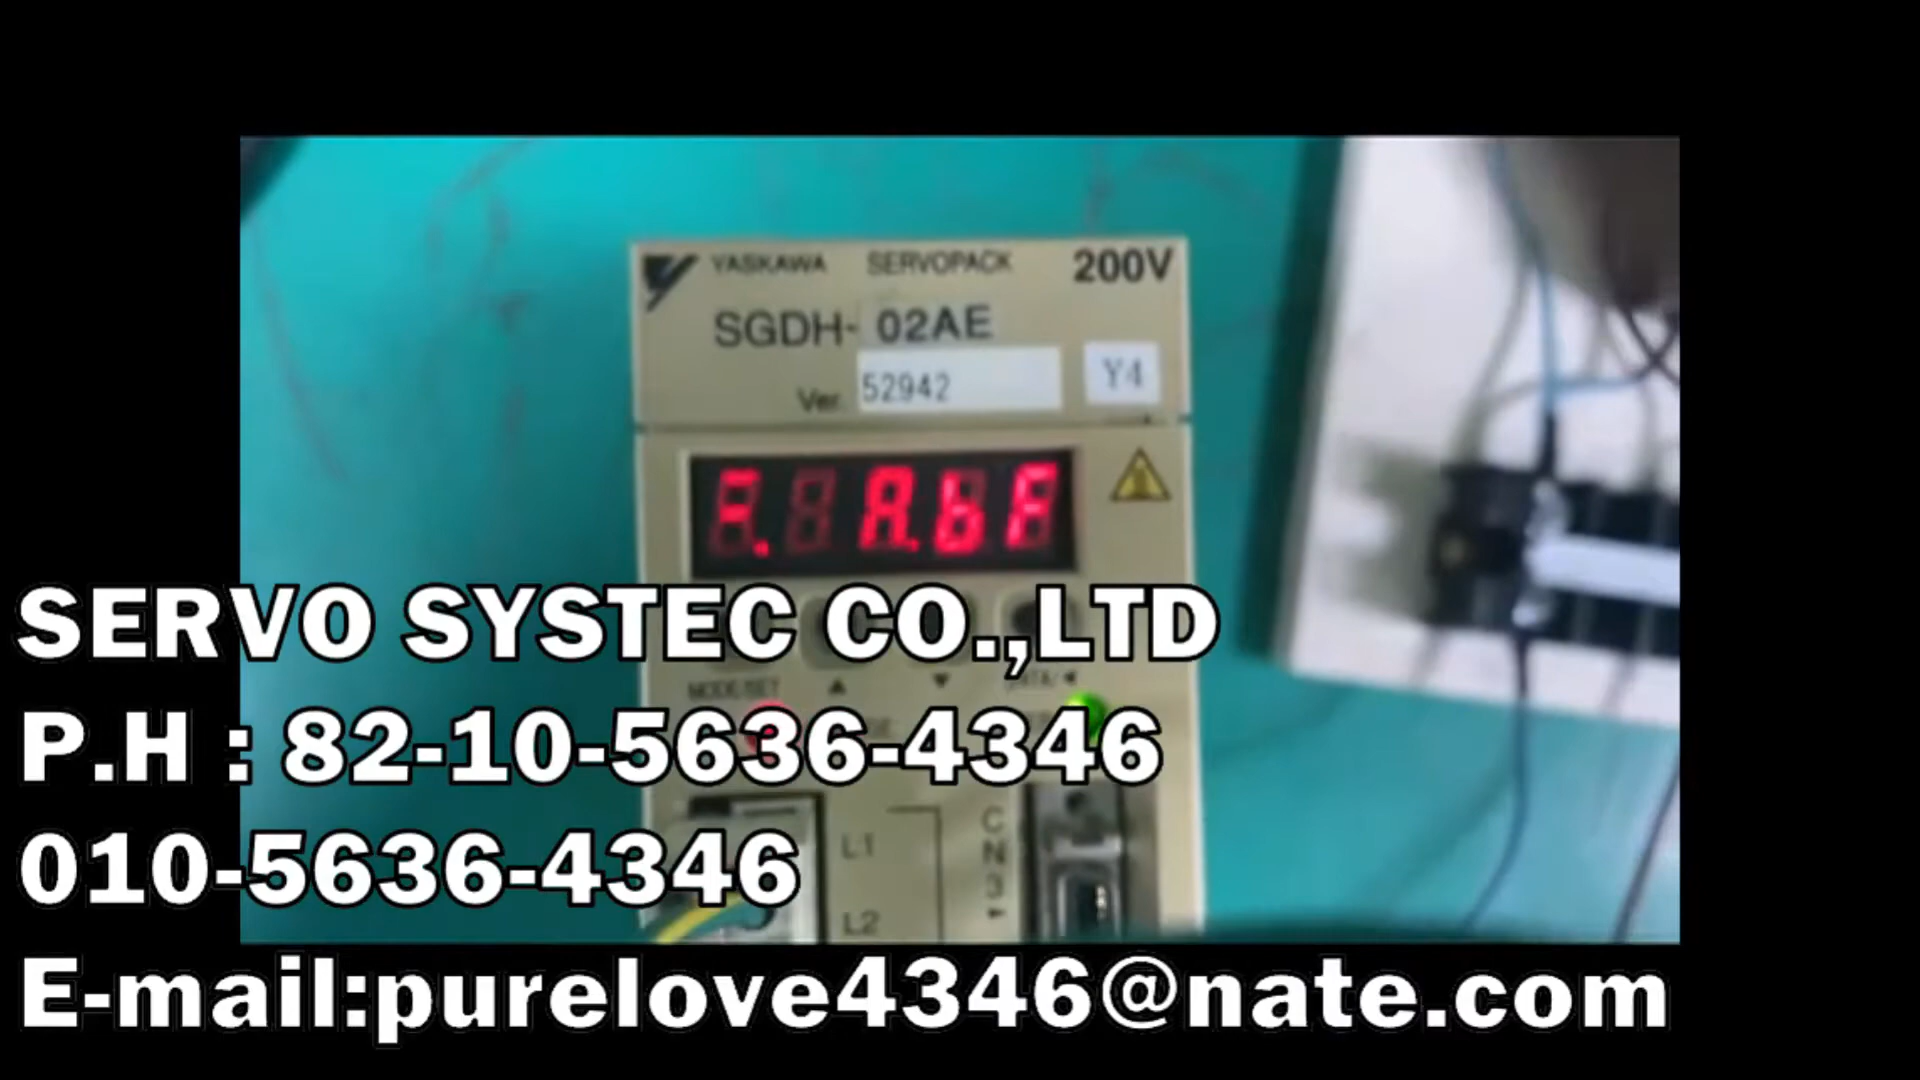 YASKAWA SERVOPACK 200V
SGDH- 02AE
Ver. 52942 Y4
A.bF
SERVO SYSTEC CO.,LTD
MODE/SET ▲ ▼ DATA/◄
P.H : 82-10-5636-4346
L1
CN3
010-5636-4346
L2
E-mail:purelove4346@nate.com